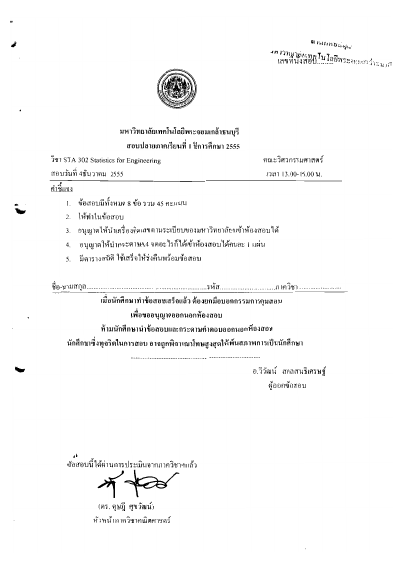 เลขที่นั่งสอบ..........
มหาวิทยาลัยเทคโนโลยีพระจอมเกล้าธนบุรี
สอบปลายภาคเรียนที่ 1 ปีการศึกษา 2555
วิชา STA 302 Statistics for Engineering คณะวิศวกรรมศาสตร์
สอบวันที่ 4ธันวาคม 2555 เวลา 13.00-16.00 น.
คำชี้แจง
1. ข้อสอบมีทั้งหมด 8 ข้อ รวม 45 คะแนน
2. ให้ทำในข้อสอบ
3. อนุญาตให้นำเครื่องคิดเลขตามระเบียบของมหาวิทยาลัยเข้าห้องสอบได้
4. อนุญาตให้นำกระดาษA4 จดอะไรก็ได้เข้าห้องสอบได้คนละ 1 แผ่น
5. มีตารางสถิติ ใช้เสร็จให้ส่งคืนพร้อมข้อสอบ
ชื่อ-นามสกุล..............................รหัส....................ภาควิชา...............
เมื่อนักศึกษาทำข้อสอบเสร็จแล้ว ต้องยกมือบอกกรรมการคุมสอบ
เพื่อขออนุญาตออกนอกห้องสอบ
ห้ามนักศึกษานำข้อสอบและกระดาษคำตอบออกนอกห้องสอบ
นักศึกษาซึ่งทุจริตในการสอบ อาจถูกพิจารณาโทษสูงสุดให้พ้นสภาพการเป็นนักศึกษา
อ.วิวัฒน์
ผู้ออกข้อสอบ
ข้อสอบนี้ได้ผ่านการประเมินจากภาควิชาฯแล้ว
(ดร. ดุษฎี ศุขวัฒน์)
หัวหน้าภาควิชาคณิตศาสตร์